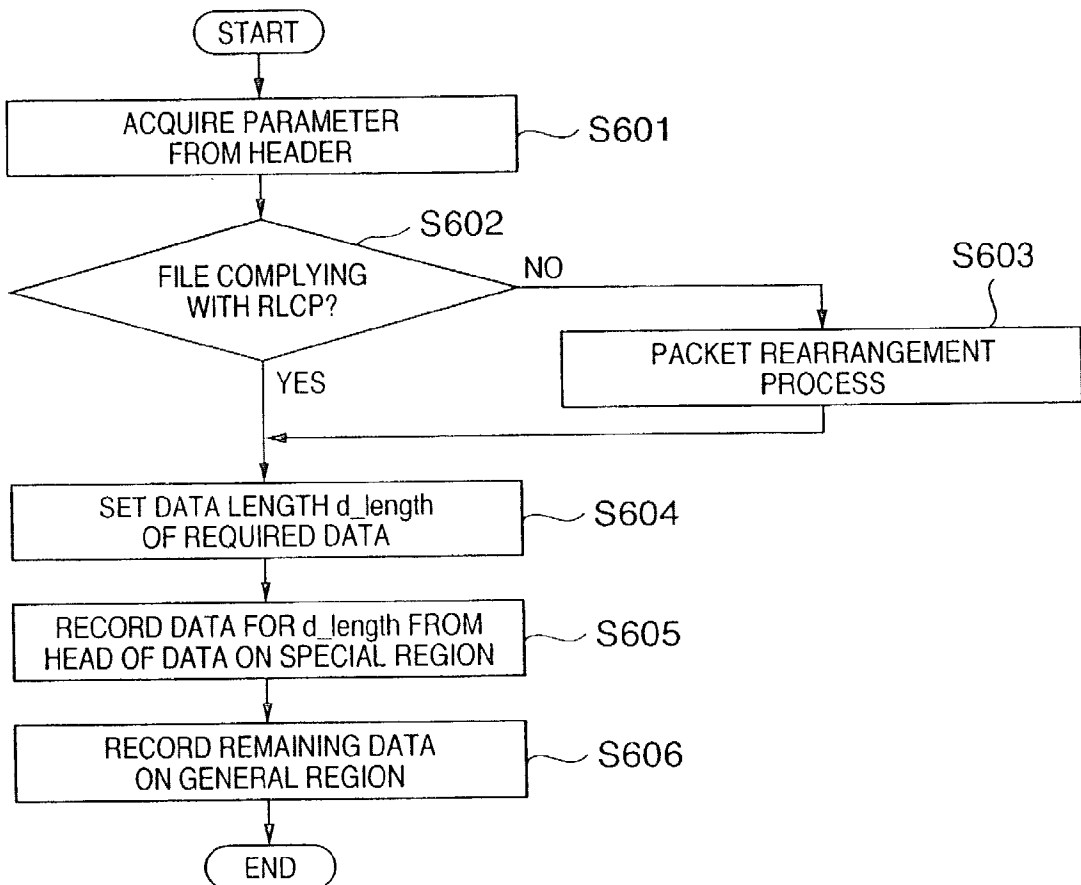 START
ACQUIRE PARAMETER
FROM HEADER
S601
S602
FILE COMPLYING
WITH RLCP?
NO
S603
PACKET REARRANGEMENT
PROCESS
YES
SET DATA LENGTH d_length
OF REQUIRED DATA
S604
RECORD DATA FOR d_length FROM
HEAD OF DATA ON SPECIAL REGION
S605
RECORD REMAINING DATA
ON GENERAL REGION
S606
END